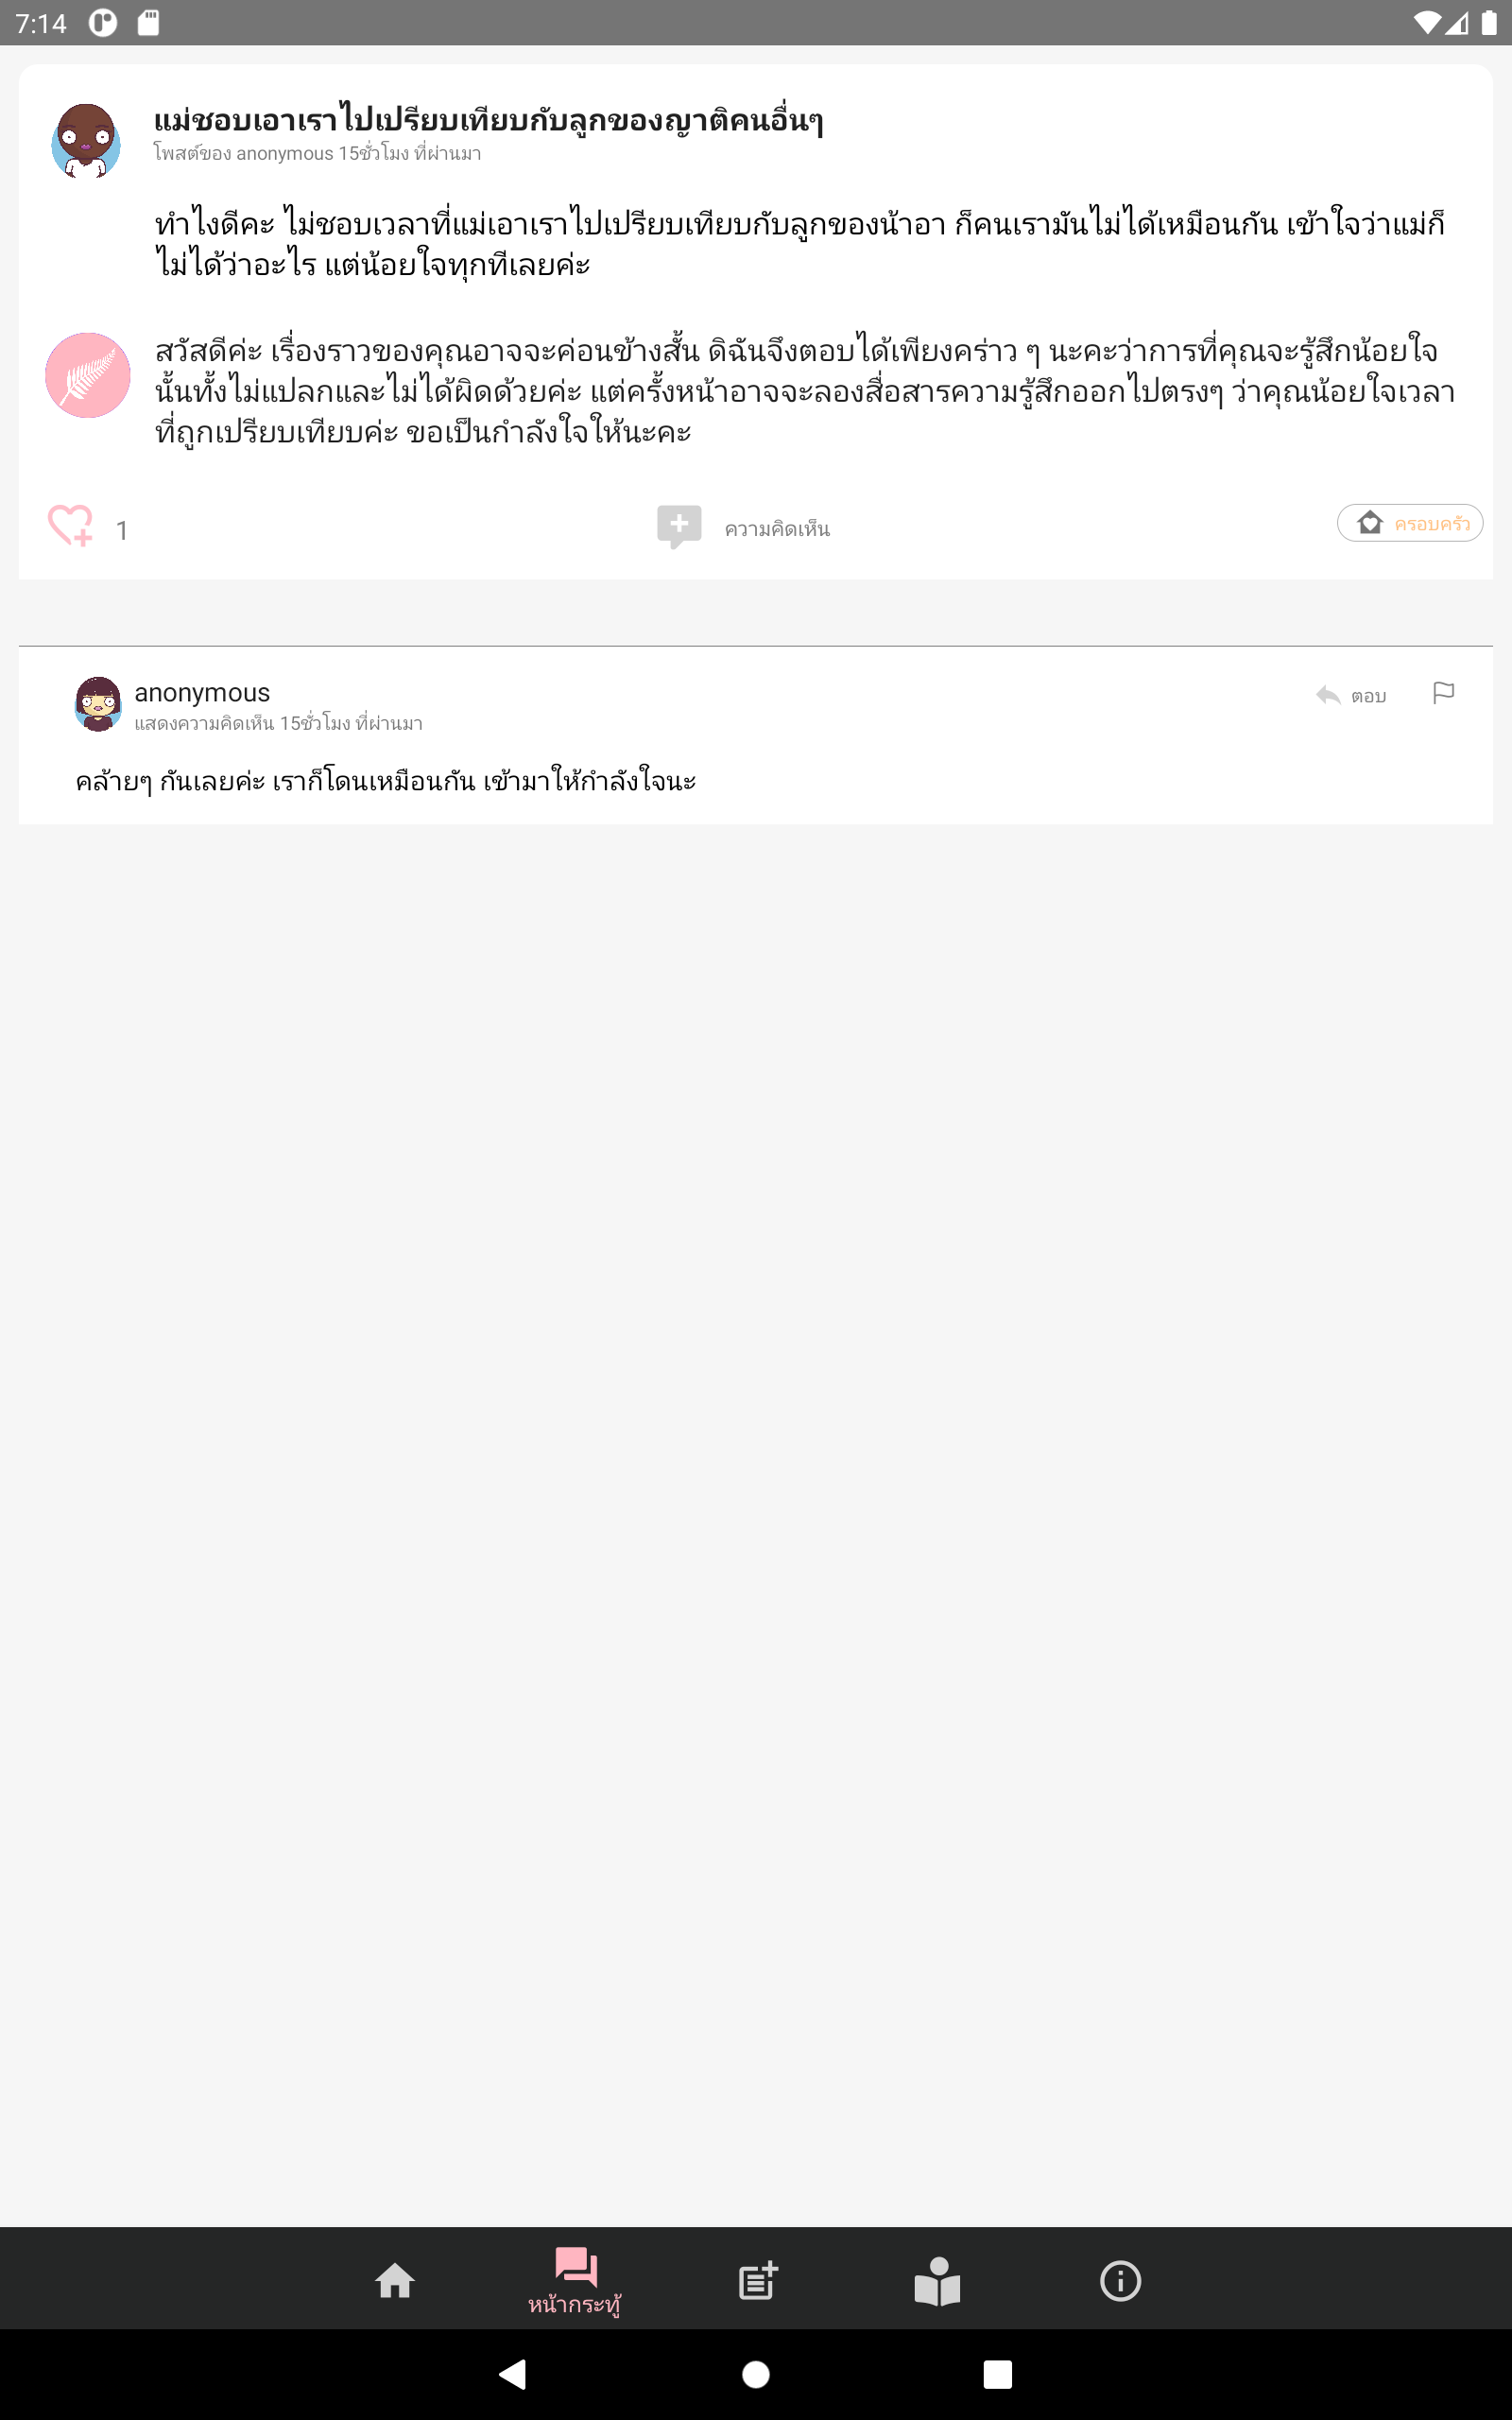 7:14
แม่ชอบเอาเราไปเปรียบเทียบกับลูกของญาติคนอื่นๆ
โพสต์ของ anonymous 15ชั่วโมง ที่ผ่านมา
ทำไงดีคะ ไม่ชอบเวลาที่แม่เอาเราไปเปรียบเทียบกับลูกของน้าอา ก็คนเรามันไม่ได้เหมือนกัน เข้าใจว่าแม่ก็
ไม่ได้ว่าอะไร แต่น้อยใจทุกทีเลยค่ะ
สวัสดีค่ะ เรื่องราวของคุณอาจจะค่อนข้างสั้น ดิฉันจึงตอบได้เพียงคร่าว ๆ นะคะว่าการที่คุณจะรู้สึกน้อยใจ
นั้นทั้งไม่แปลกและไม่ได้ผิดด้วยค่ะ แต่ครั้งหน้าอาจจะลองสื่อสารความรู้สึกออกไปตรงๆ ว่าคุณน้อยใจเวลา
ที่ถูกเปรียบเทียบค่ะ ขอเป็นกำลังใจให้นะคะ
1
ความคิดเห็น
ครอบครัว
anonymous
ตอบ
แสดงความคิดเห็น 15ชั่วโมง ที่ผ่านมา
คล้ายๆ กันเลยค่ะ เราก็โดนเหมือนกัน เข้ามาให้กำลังใจนะ
หน้ากระทู้